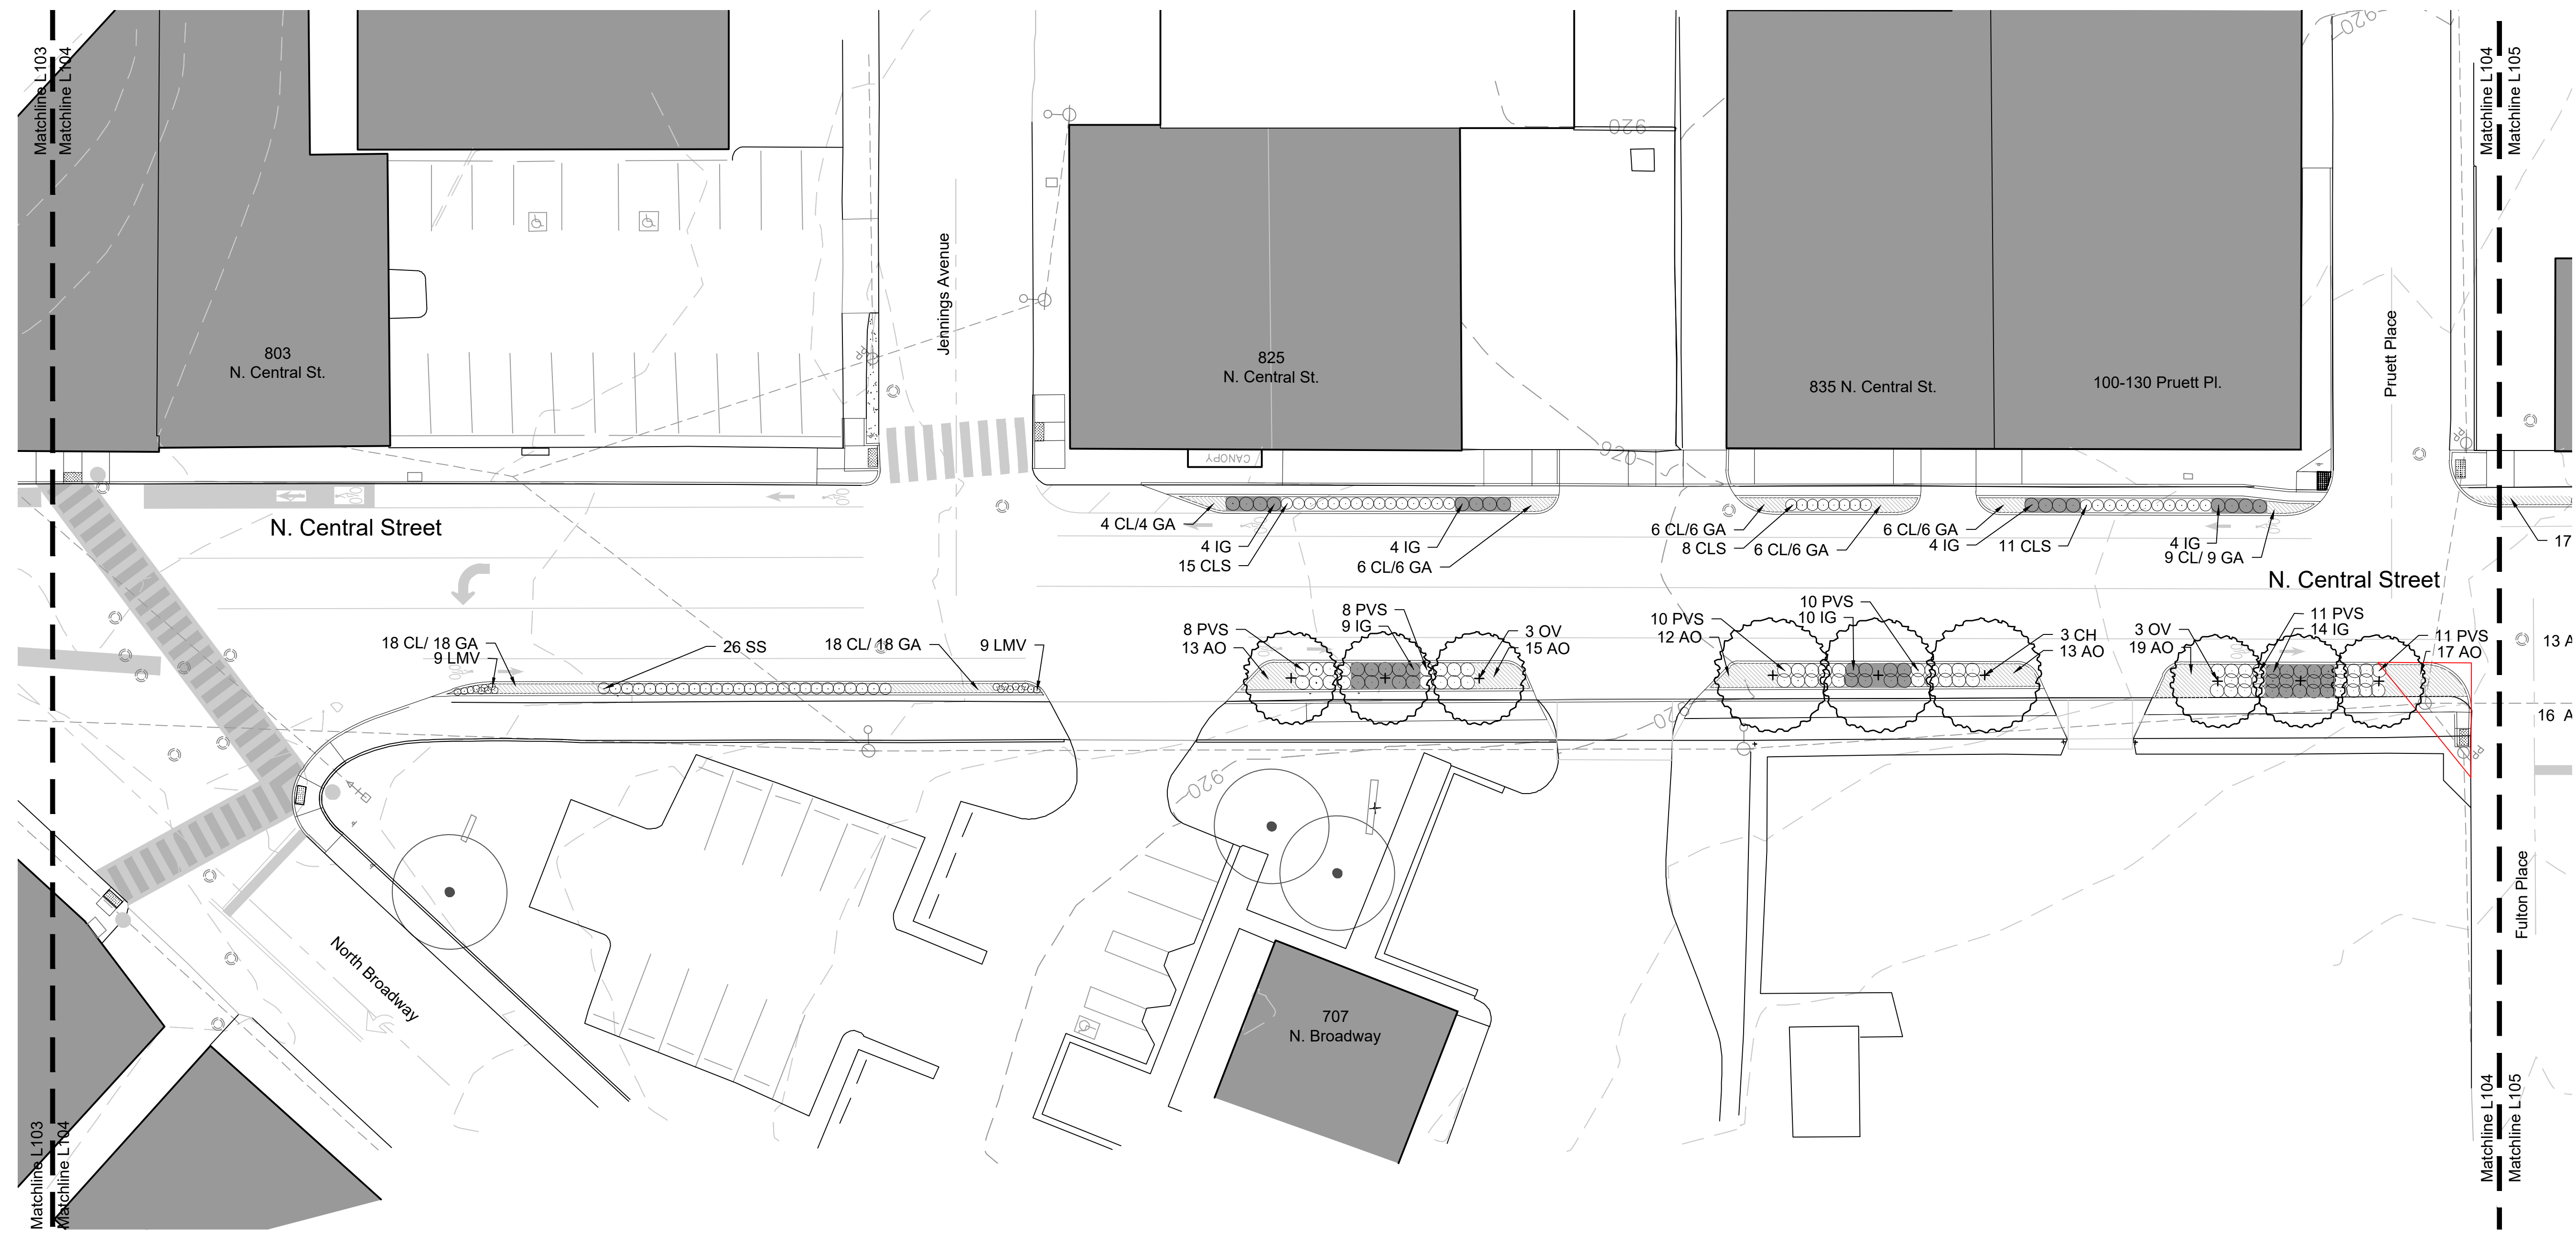 Matchline L103
Matchline L104
Matchline L104
Matchline L105
920
920
803
N. Central St.
Jennings Avenue
825
N. Central St.
835 N. Central St.
100-130 Pruett Pl.
Pruett Place
PP
PP
CANOPY
920
N. Central Street
4 CL/4 GA
4 IG
15 CLS
4 IG
6 CL/6 GA
6 CL/6 GA
8 CLS
6 CL/6 GA
6 CL/6 GA
4 IG
11 CLS
4 IG
9 CL/ 9 GA
17
N. Central Street
18 CL/ 18 GA
9 LMV
26 SS
18 CL/ 18 GA
9 LMV
8 PVS
13 AO
8 PVS
9 IG
3 OV
15 AO
10 PVS
12 AO
10 PVS
10 IG
3 CH
13 AO
3 OV
19 AO
11 PVS
14 IG
11 PVS
17 AO
13 A
16 A
920
920
PP
North Broadway
707
N. Broadway
Fulton Place
Matchline L103
Matchline L104
Matchline L104
Matchline L105